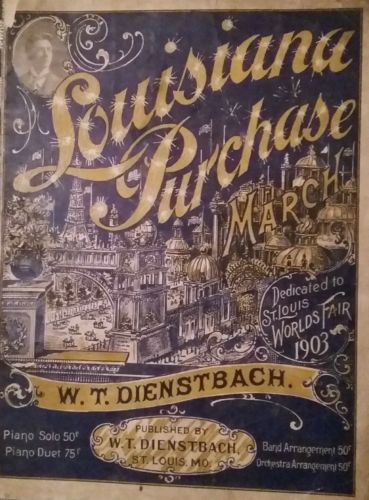 Louisiana
Purchase
MARCH
Dedicated to
ST. LOUIS
WORLDS FAIR
1903
W. T. DIENSTBACH.
Piano Solo 50¢
Piano Duet 75¢
PUBLISHED BY
W. T. DIENSTBACH,
ST. LOUIS, MO.
Band Arrangement 50¢
Orchestra Arrangement 50¢